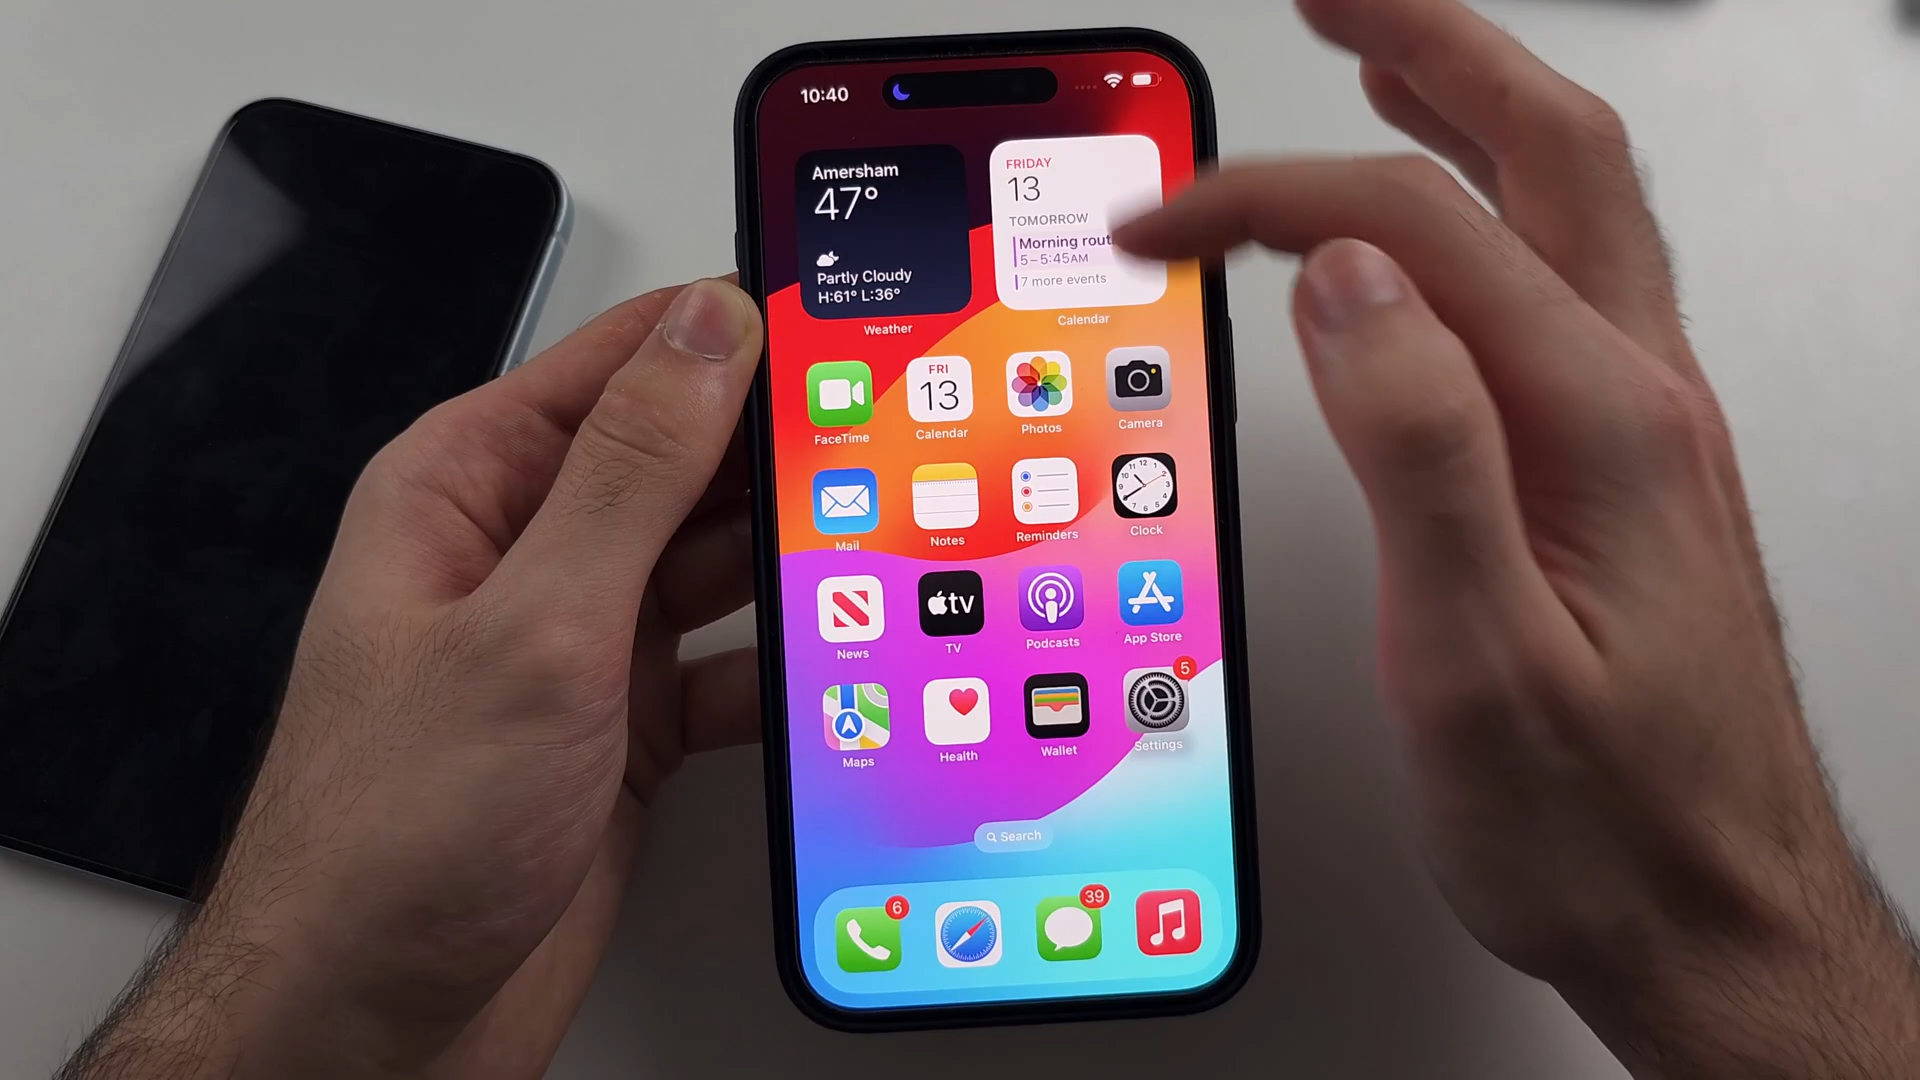 10:40
Amersham
47°
Partly Cloudy
H:61° L:36°
Weather
FRIDAY
13
TOMORROW
Morning rout
5–5:45AM
7 more events
Calendar
FaceTime
FRI
13
Calendar
Photos
Camera
Mail
Notes
Reminders
Clock
News
tv
TV
Podcasts
App Store
5
Maps
Health
Wallet
Settings
Search
6
39